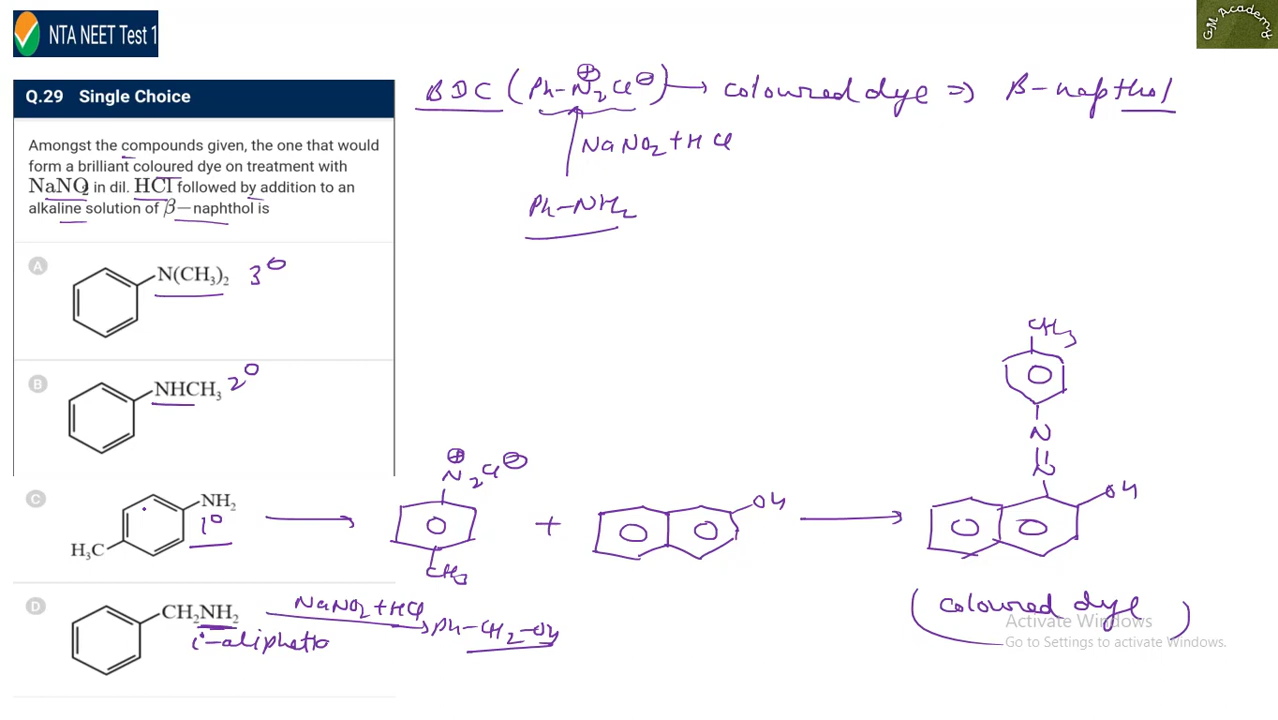 NTA NEET Test 1
GM Academy
Q.29 Single Choice
Amongst the compounds given, the one that would
form a brilliant coloured dye on treatment with
NaNO₂ in dil. HCl followed by addition to an
alkaline solution of β–naphthol is
BDC (Ph-N₂⊕Cl⊖) → coloured dye ⇒ β-napthol
NaNO₂+HCl
Ph-NH₂
A
N(CH₃)₂ 3°
B
NHCH₃ 2°
C
NH₂
1°
H₃C
N₂⊕Cl⊖
CH₃
+
OH
CH₃
N
N
OH
(coloured dye)
D
CH₂NH₂
NaNO₂+HCl
Ph-CH₂-OH
1°-aliphatic
Activate Windows
Go to Settings to activate Windows.